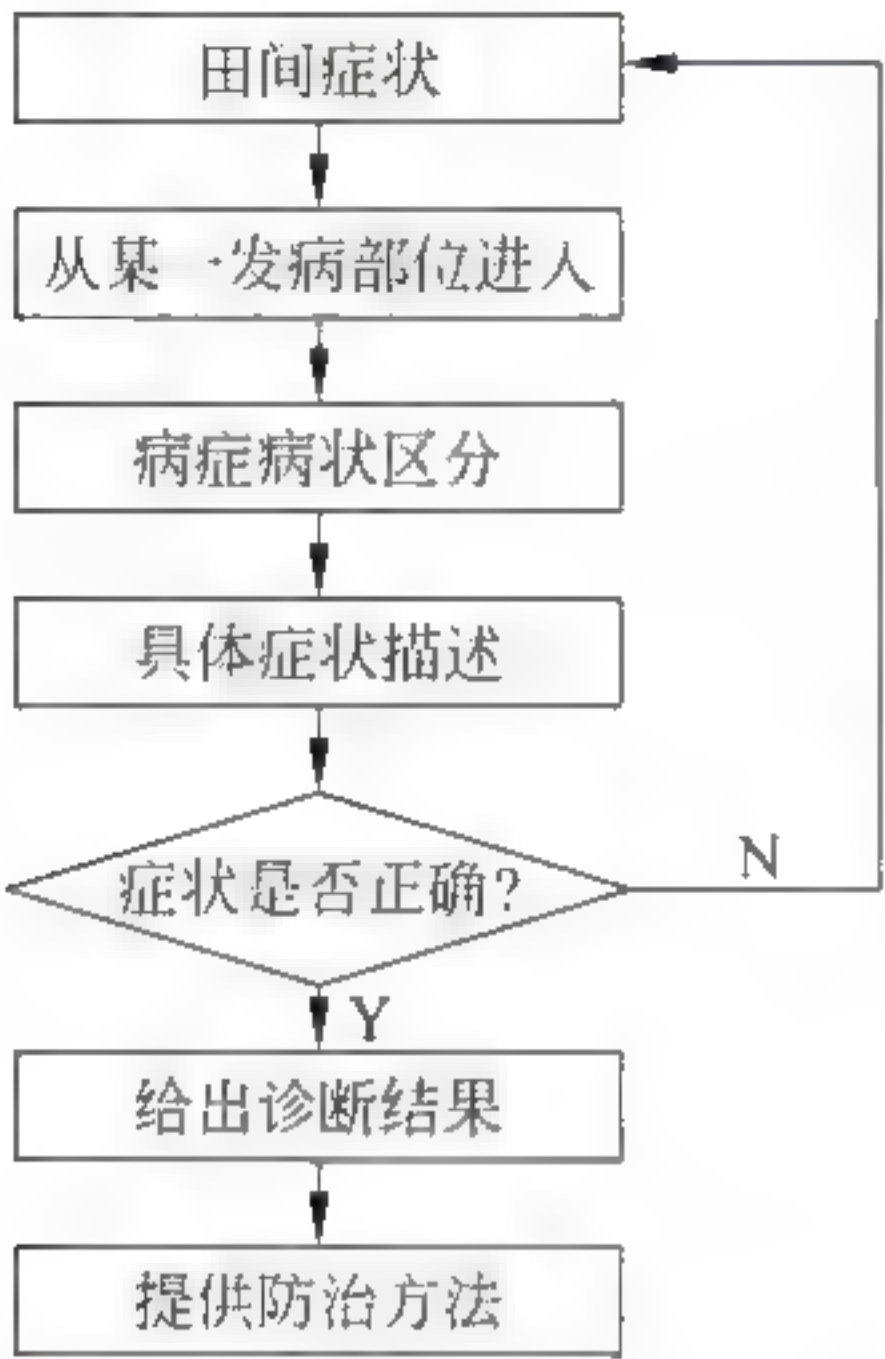 田间症状
从某一发病部位进入
病症病状区分
具体症状描述
症状是否正确?
N
Y
给出诊断结果
提供防治方法